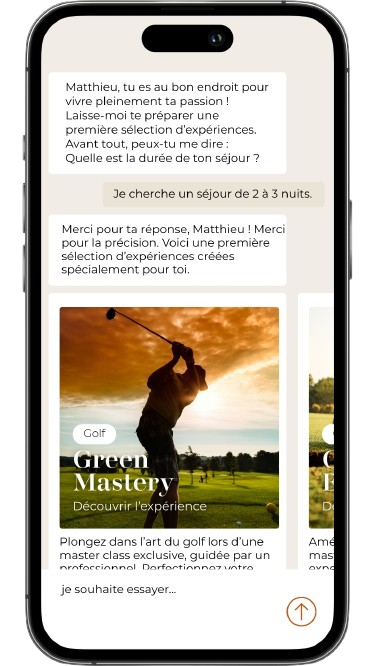 Matthieu, tu es au bon endroit pour
vivre pleinement ta passion !
Laisse-moi te préparer une
première sélection d'expériences.
Avant tout, peux-tu me dire :
Quelle est la durée de ton séjour ?
Je cherche un séjour de 2 à 3 nuits.
Merci pour ta réponse, Matthieu ! Merci
pour la précision. Voici une première
sélection d'expériences créées
spécialement pour toi.
Golf
Green
Mastery
Découvrir l'expérience
Plongez dans l'art du golf lors d'une
master class exclusive, guidée par un
professionnel. Perfectionnez votre
je souhaite essayer...